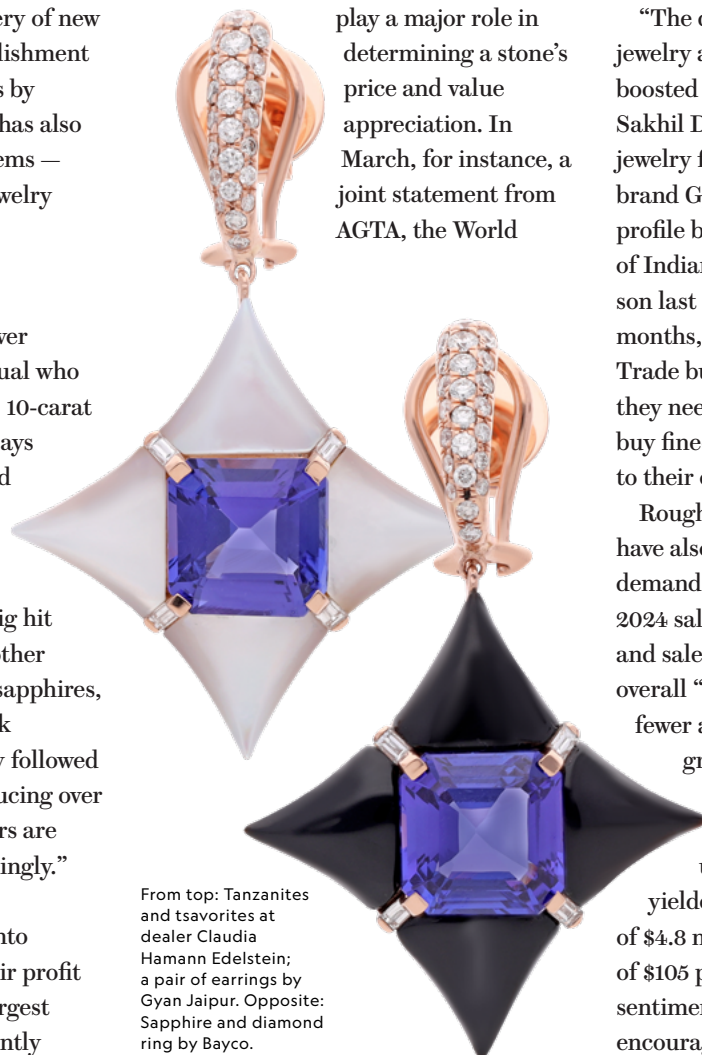 ery of new
lishment
s by
has also
ems —
welry
ver
ual who
10-carat
ays
d
ig hit
other
sapphires,
k
y followed
ucing over
rs are
ingly.”
nto
ir profit
rgest
ntly
play a major role in
determining a stone’s
price and value
appreciation. In
March, for instance, a
joint statement from
AGTA, the World
From top: Tanzanites
and tsavorites at
dealer Claudia
Hamann Edelstein;
a pair of earrings by
Gyan Jaipur. Opposite:
Sapphire and diamond
ring by Bayco.
“The
jewelry a
boosted
Sakhil D
jewelry f
brand G
profile b
of Indian
son last
months,
Trade bu
they nee
buy fine
to their
Rough
have also
demand
2024 sal
and sale
overall “
fewer a
gr
yielde
of $4.8 m
of $105 p
sentimen
encoura